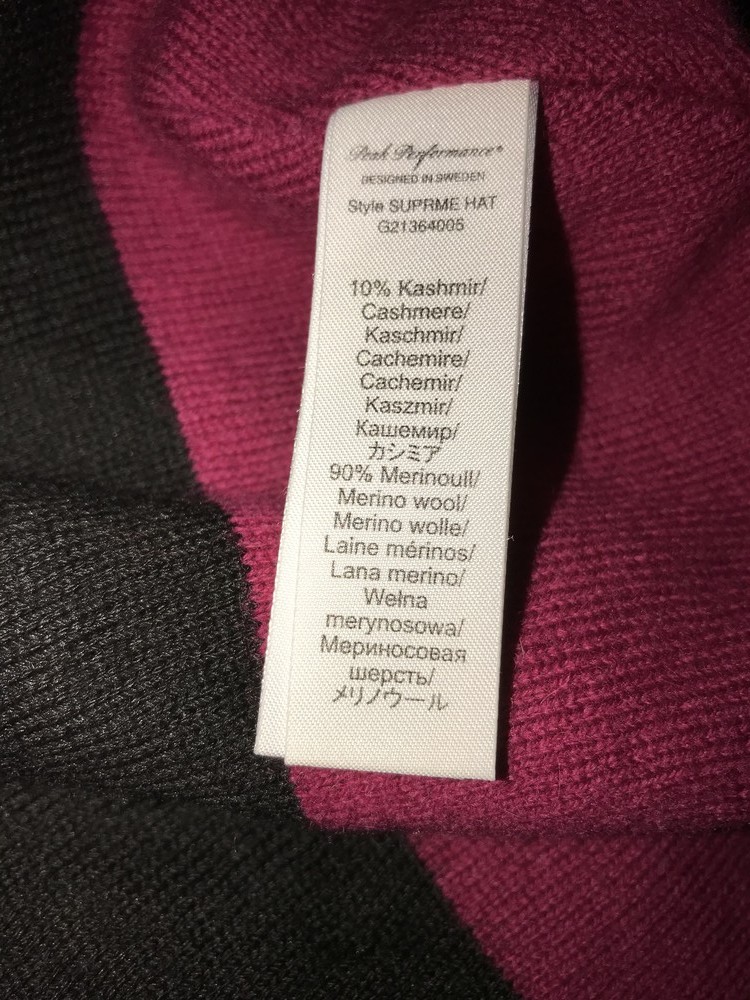 Peak Performance®
DESIGNED IN SWEDEN
Style SUPRME HAT
G21364005
10% Kashmir/
Cashmere/
Kaschmir/
Cachemire/
Cachemir/
Kaszmir/
Кашемир/
カシミア
90% Merinoull/
Merino wool/
Merino wolle/
Laine mérinos/
Lana merino/
Wełna
merynosowa/
Мериносовая
шерсть/
メリノウール